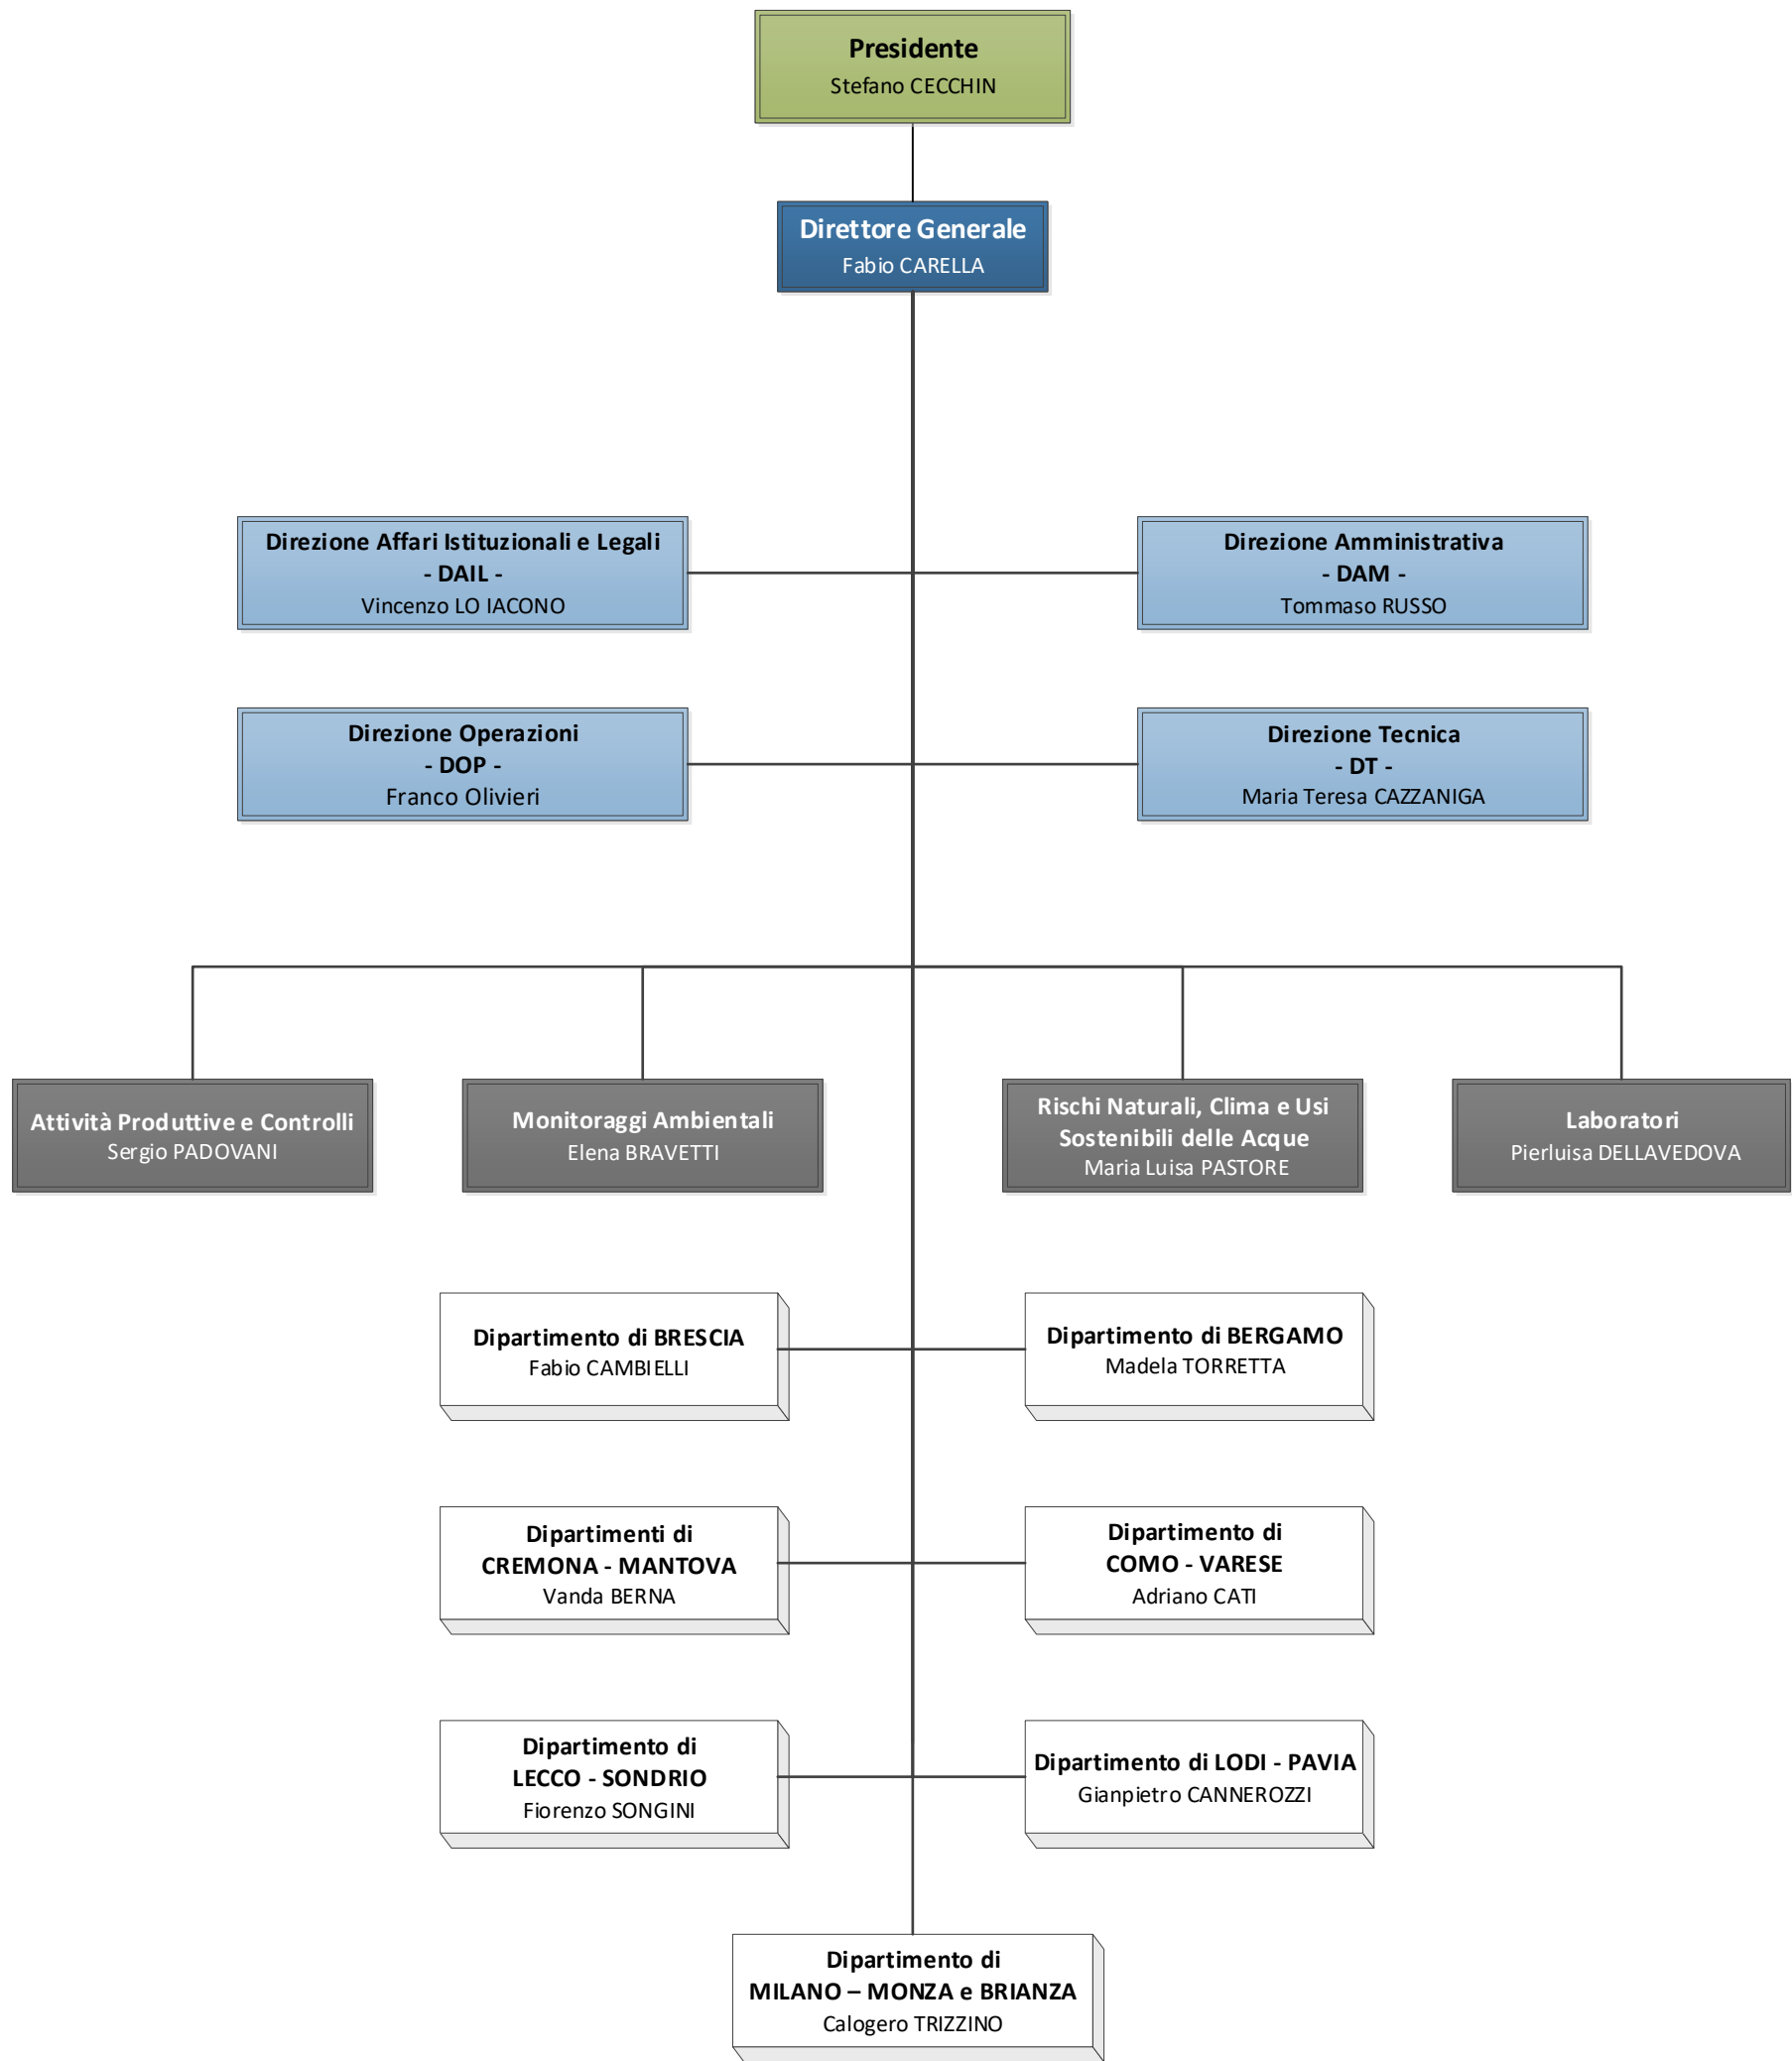 Presidente
Stefano CECCHIN
Direttore Generale
Fabio CARELLA
Direzione Affari Istituzionali e Legali
- DAIL -
Vincenzo LO IACONO
Direzione Amministrativa
- DAM -
Tommaso RUSSO
Direzione Operazioni
- DOP -
Franco Olivieri
Direzione Tecnica
- DT -
Maria Teresa CAZZANIGA
Attività Produttive e Controlli
Sergio PADOVANI
Monitoraggi Ambientali
Elena BRAVETTI
Rischi Naturali, Clima e Usi
Sostenibili delle Acque
Maria Luisa PASTORE
Laboratori
Pierluisa DELLAVEDOVA
Dipartimento di BRESCIA
Fabio CAMBIELLI
Dipartimento di BERGAMO
Madela TORRETTA
Dipartimenti di
CREMONA - MANTOVA
Vanda BERNA
Dipartimento di
COMO - VARESE
Adriano CATI
Dipartimento di
LECCO - SONDRIO
Fiorenzo SONGINI
Dipartimento di LODI - PAVIA
Gianpietro CANNEROZZI
Dipartimento di
MILANO – MONZA e BRIANZA
Calogero TRIZZINO